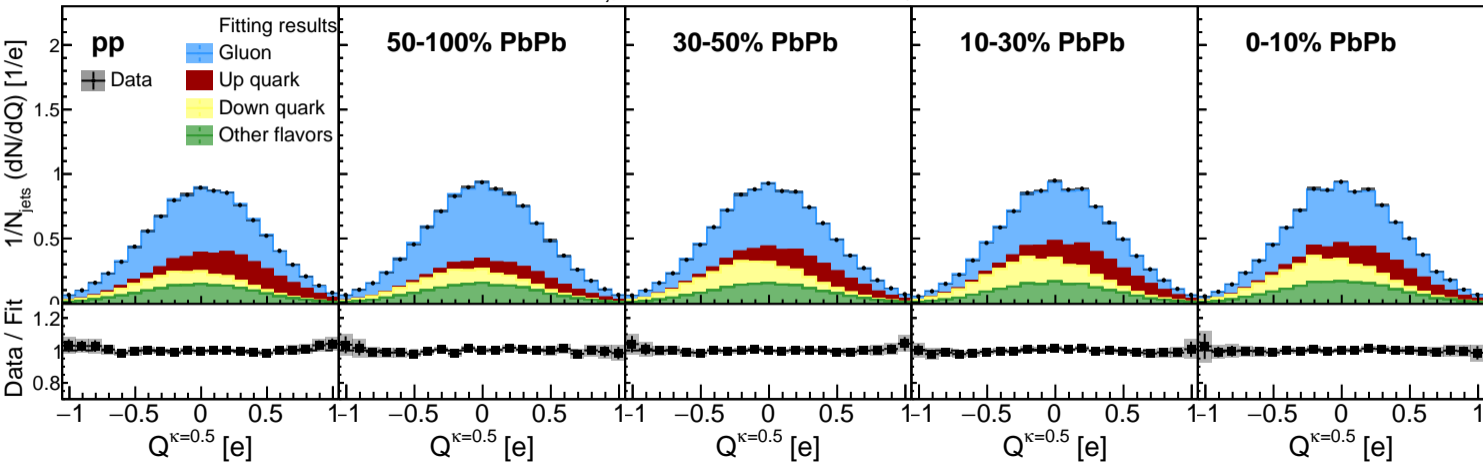 Fitting results
pp
Data
Gluon
Up quark
Down quark
Other flavors
50-100% PbPb
30-50% PbPb
10-30% PbPb
0-10% PbPb
1/N_jets (dN/dQ) [1/e]
2
1.5
1
0.5
0
Data / Fit
1.2
1
0.8
−1 −0.5 0 0.5 1
−1 −0.5 0 0.5 1
−1 −0.5 0 0.5 1
−1 −0.5 0 0.5 1
−1 −0.5 0 0.5 1
Q^κ=0.5 [e]
Q^κ=0.5 [e]
Q^κ=0.5 [e]
Q^κ=0.5 [e]
Q^κ=0.5 [e]